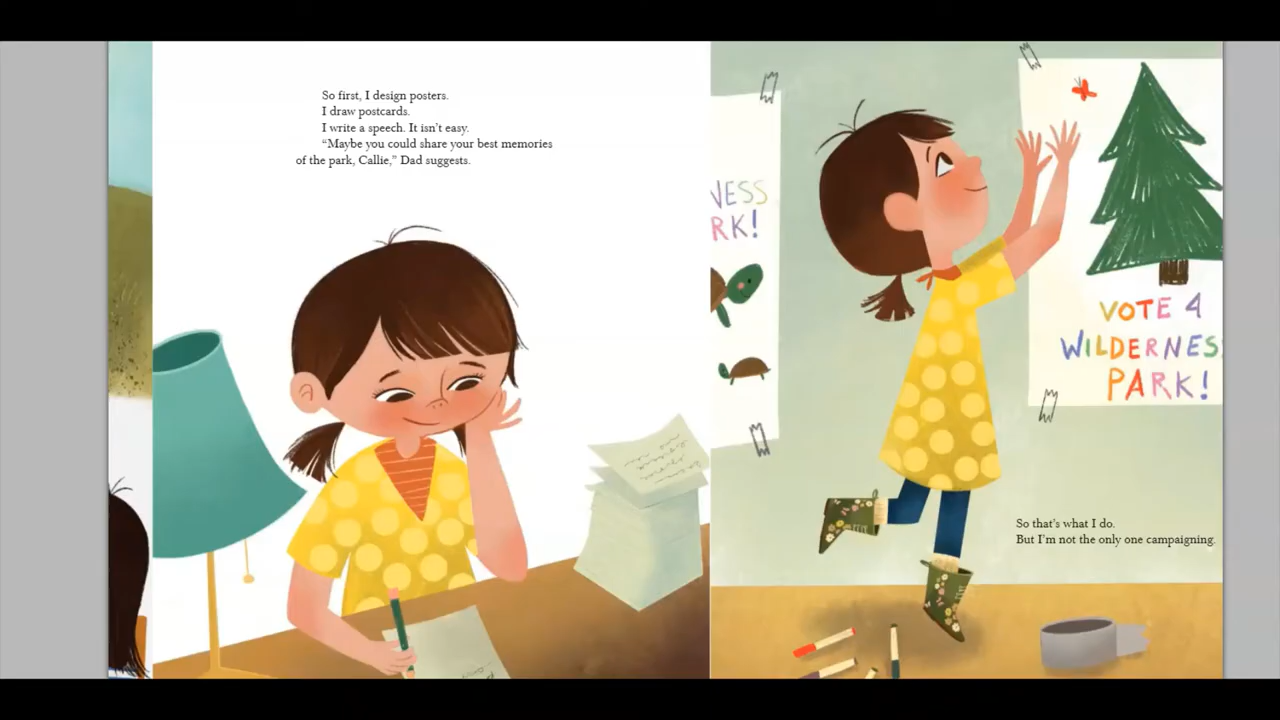 So first, I design posters.
I draw postcards.
I write a speech. It isn't easy.
“Maybe you could share your best memories
of the park, Callie,” Dad suggests.
RK!
VOTE 4
WILDERNES
PARK!
So that's what I do.
But I'm not the only one campaigning.